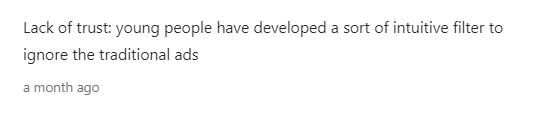 Lack of trust: young people have developed a sort of intuitive filter to
ignore the traditional ads
a month ago